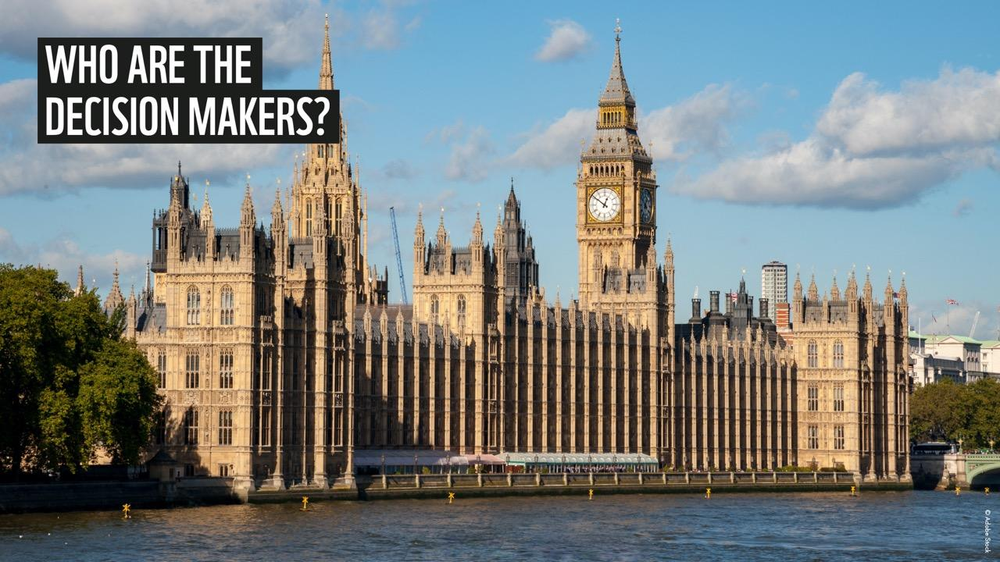 WHO ARE THE
DECISION MAKERS?
© Adobe Stock